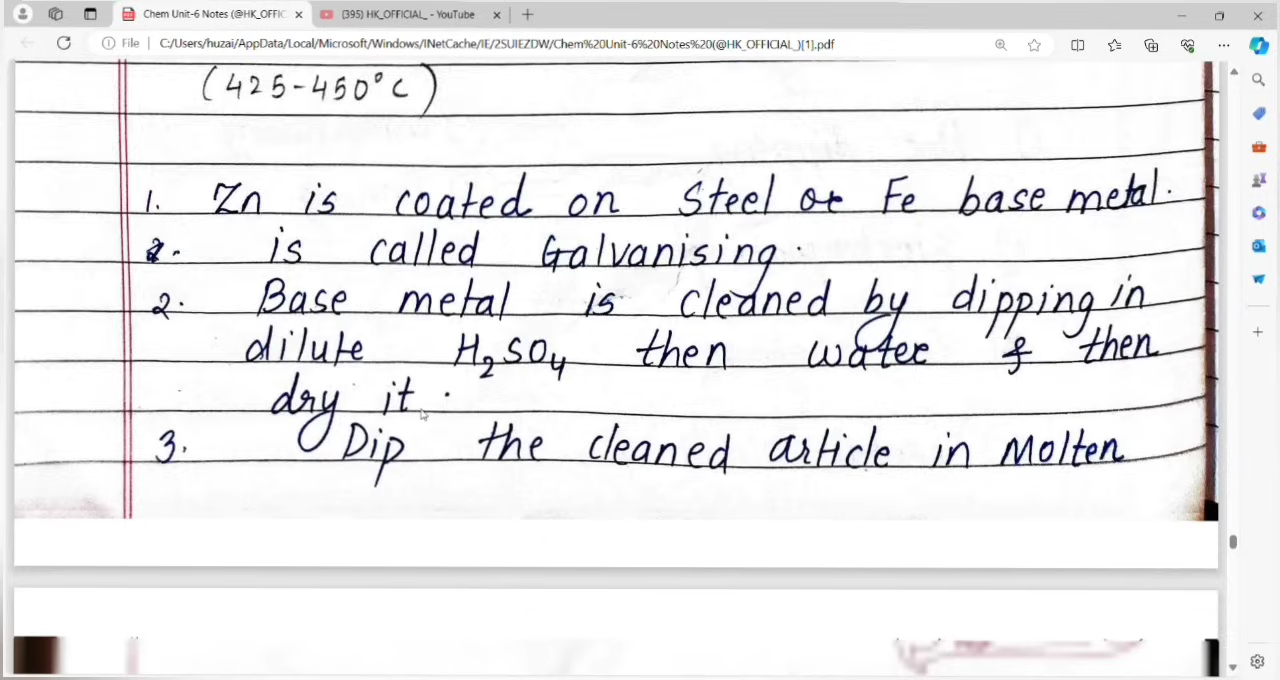 Chem Unit-6 Notes (@HK_OFFIC
(395) HK_OFFICIAL_ - YouTube
File | C:/Users/huzai/AppData/Local/Microsoft/Windows/INetCache/IE/2SUIEZDW/Chem%20Unit-6%20Notes%20(@HK_OFFICIAL_)[1].pdf
(425-450°C)
1. Zn is coated on Steel or Fe base metal.
is called Galvanising.
2. Base metal is cleaned by dipping in
dilute H₂SO₄ then water & then
dry it.
3. Dip the cleaned article in Molten